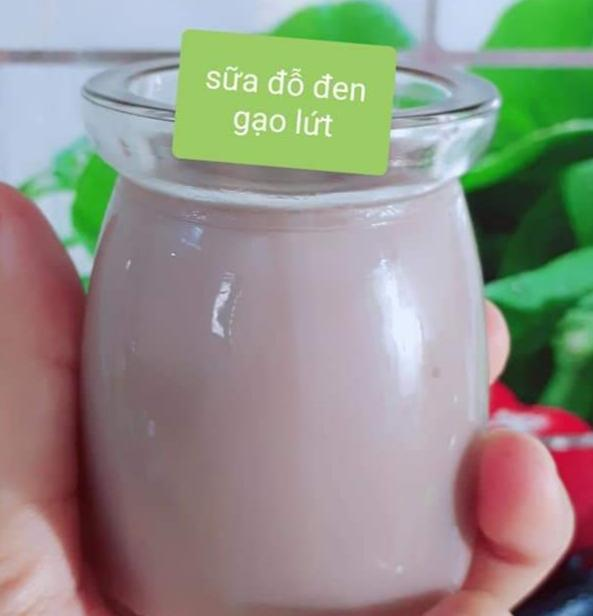 sữa đỗ đen
gạo lứt